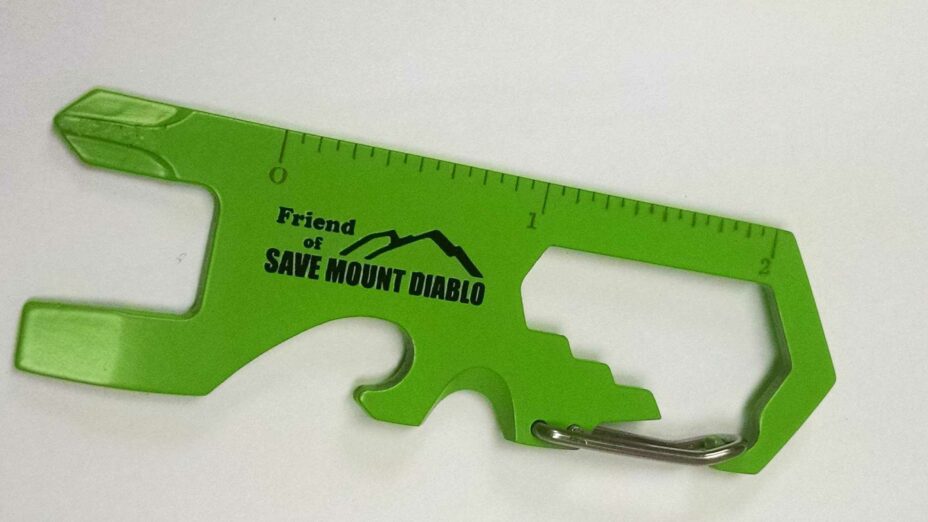 0 1 2
Friend
of
SAVE MOUNT DIABLO